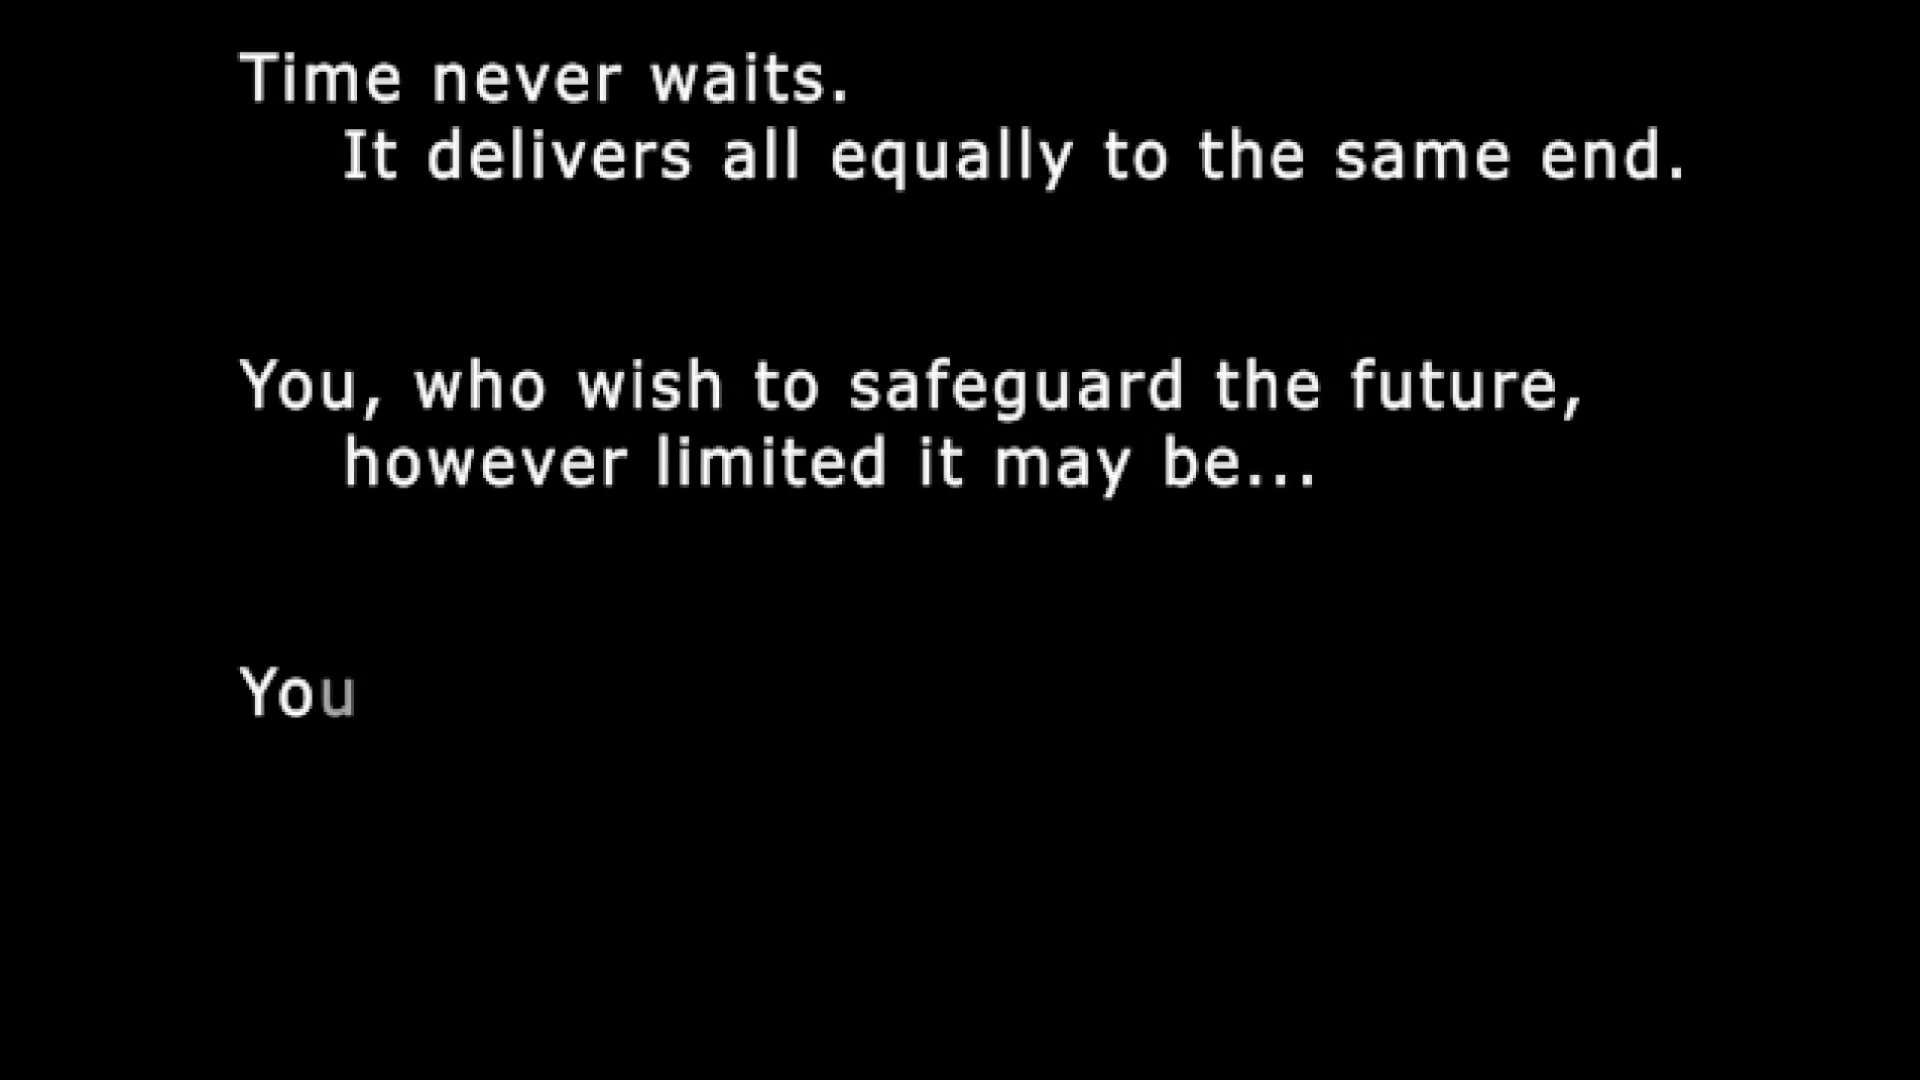 Time never waits.
It delivers all equally to the same end.
You, who wish to safeguard the future,
however limited it may be...
You